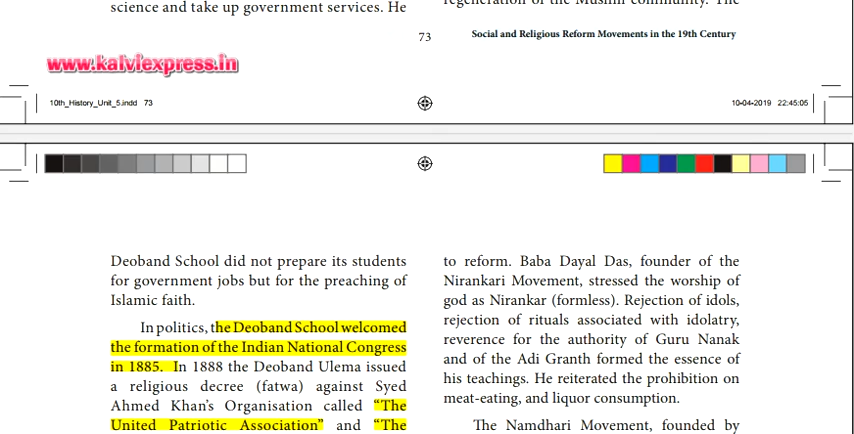 science and take up government services. He
regeneration of the Muslim community. The
73
Social and Religious Reform Movements in the 19th Century
www.kalviexpress.in
10th_History_Unit_5.indd 73
10-04-2019 22:45:05
Deoband School did not prepare its students
for government jobs but for the preaching of
Islamic faith.
In politics, the Deoband School welcomed
the formation of the Indian National Congress
in 1885. In 1888 the Deoband Ulema issued
a religious decree (fatwa) against Syed
Ahmed Khan’s Organisation called “The
United Patriotic Association” and “The
to reform. Baba Dayal Das, founder of the
Nirankari Movement, stressed the worship of
god as Nirankar (formless). Rejection of idols,
rejection of rituals associated with idolatry,
reverence for the authority of Guru Nanak
and of the Adi Granth formed the essence of
his teachings. He reiterated the prohibition on
meat-eating, and liquor consumption.
The Namdhari Movement, founded by